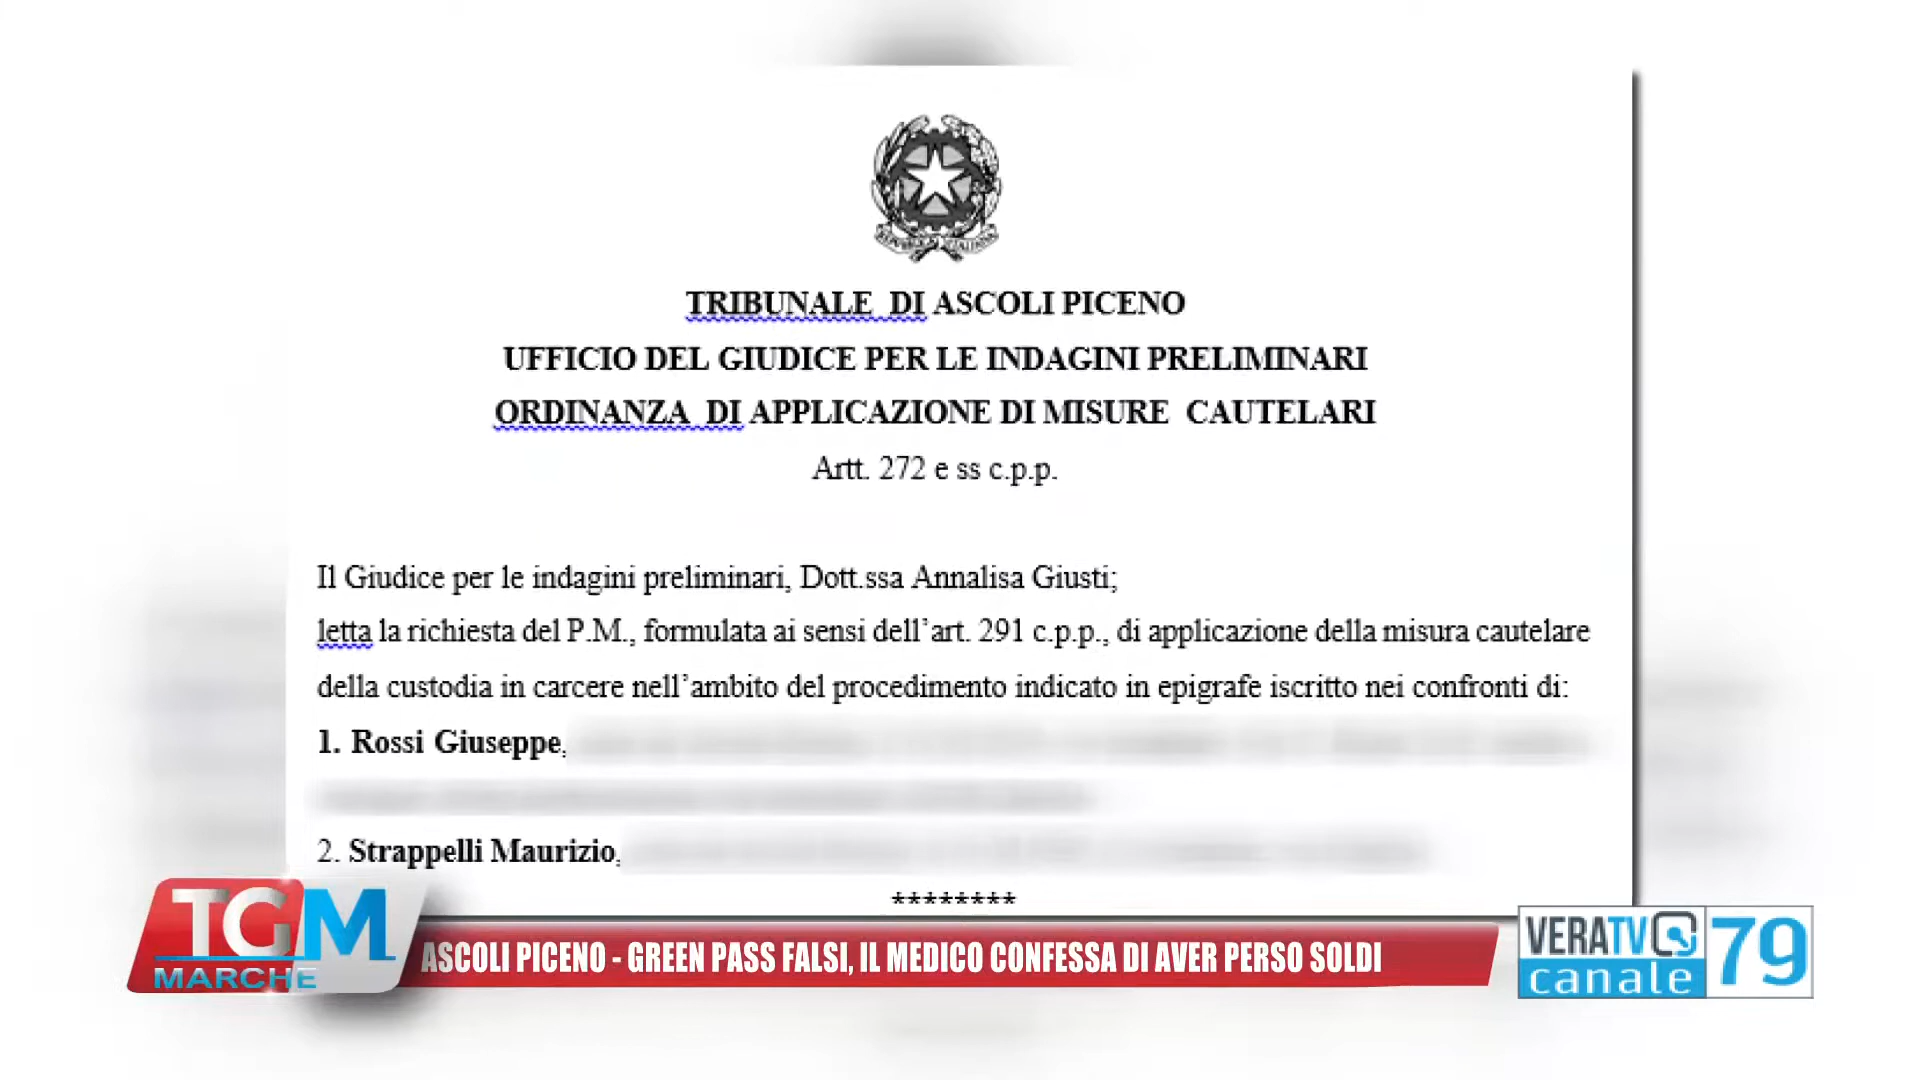 REPVBBLICA ITALIANA
TRIBUNALE DI ASCOLI PICENO
UFFICIO DEL GIUDICE PER LE INDAGINI PRELIMINARI
ORDINANZA DI APPLICAZIONE DI MISURE CAUTELARI
Artt. 272 e ss c.p.p.
Il Giudice per le indagini preliminari, Dott.ssa Annalisa Giusti;
letta la richiesta del P.M., formulata ai sensi dell’art. 291 c.p.p., di applicazione della misura cautelare
della custodia in carcere nell’ambito del procedimento indicato in epigrafe iscritto nei confronti di:
1. Rossi Giuseppe,
2. Strappelli Maurizio,
********
TGM
MARCHE
ASCOLI PICENO - GREEN PASS FALSI, IL MEDICO CONFESSA DI AVER PERSO SOLDI
VERATV
canale
79